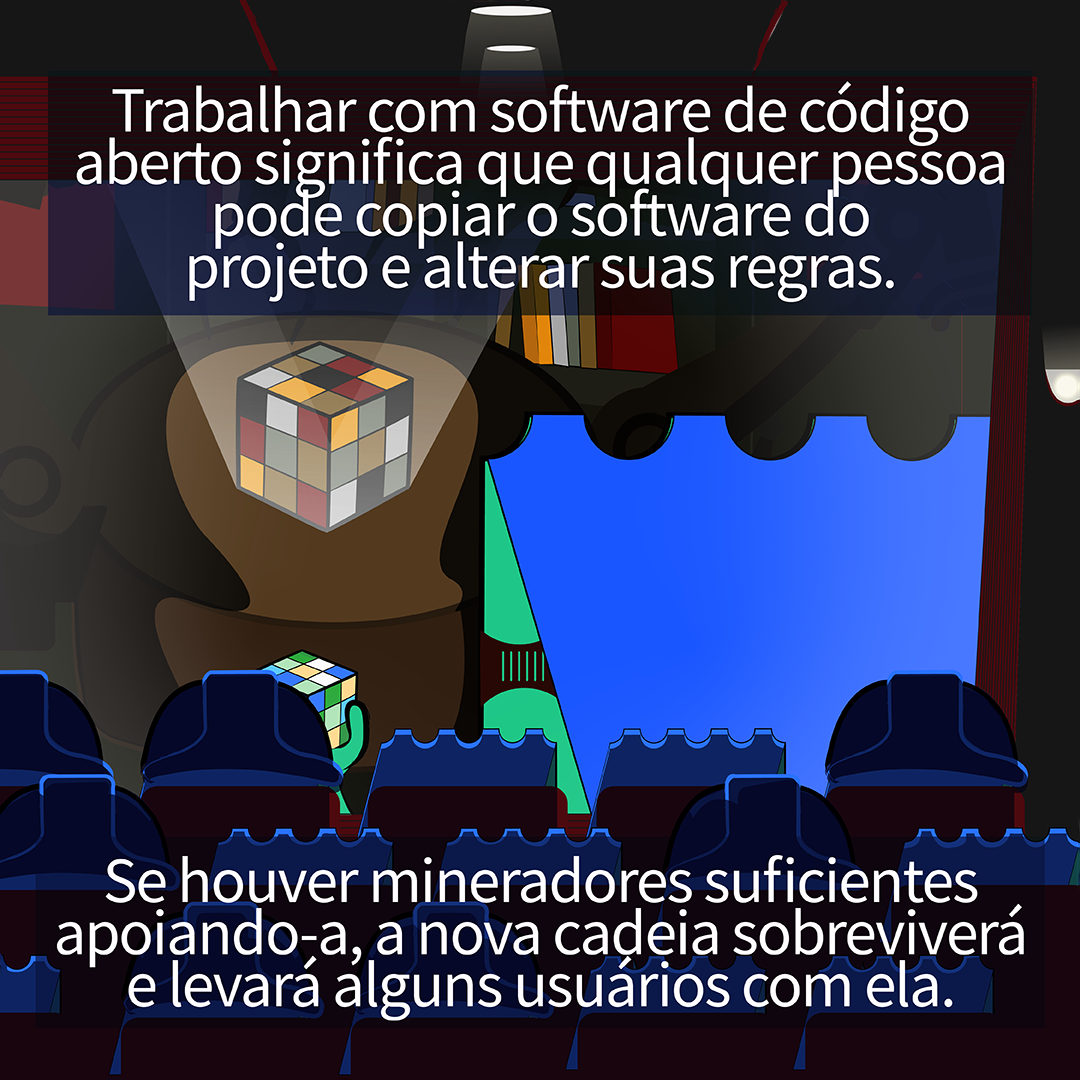 Trabalhar com software de código
aberto significa que qualquer pessoa
pode copiar o software do
projeto e alterar suas regras.
Se houver mineradores suficientes
apoiando-a, a nova cadeia sobreviverá
e levará alguns usuários com ela.